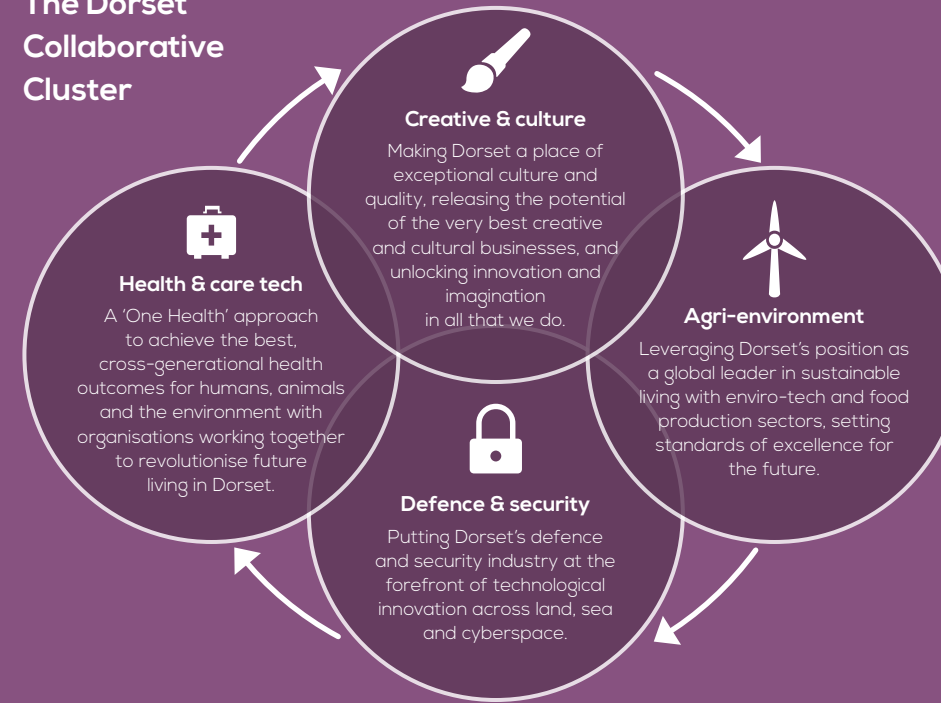 The Dorset
Collaborative
Cluster
Creative & culture
Making Dorset a place of
exceptional culture and
quality, releasing the potential
of the very best creative
and cultural businesses, and
unlocking innovation and
imagination
in all that we do.
Health & care tech
A ‘One Health’ approach
to achieve the best,
cross-generational health
outcomes for humans, animals
and the environment with
organisations working together
to revolutionise future
living in Dorset.
Agri-environment
Leveraging Dorset’s position as
a global leader in sustainable
living with enviro-tech and food
production sectors, setting
standards of excellence for
the future.
Defence & security
Putting Dorset’s defence
and security industry at the
forefront of technological
innovation across land, sea
and cyberspace.